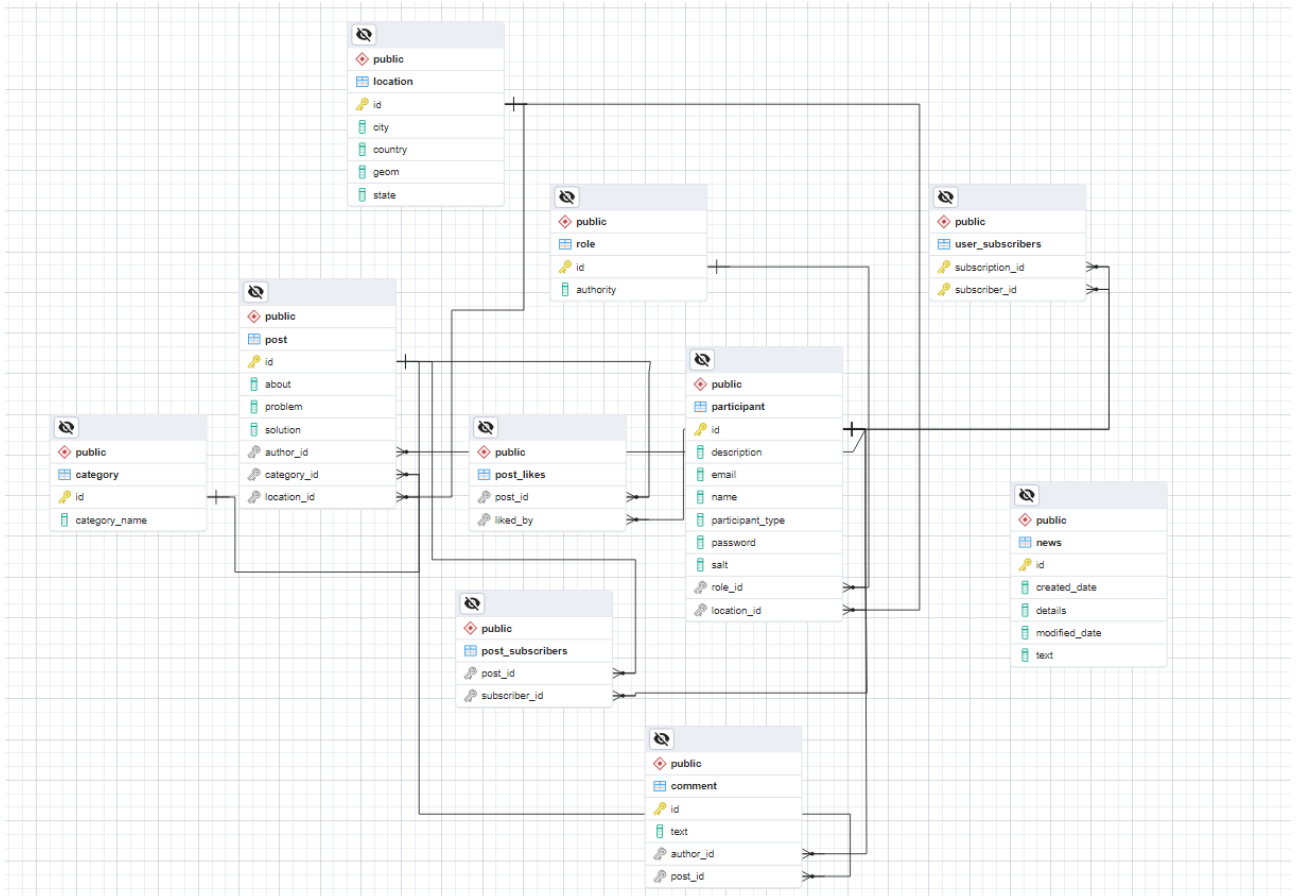 public
location
id
city
country
geom
state
public
role
id
authority
public
user_subscribers
subscription_id
subscriber_id
public
post
id
about
problem
solution
author_id
category_id
location_id
public
participant
id
description
email
name
participant_type
password
salt
role_id
location_id
public
category
id
category_name
public
post_likes
post_id
liked_by
public
news
id
created_date
details
modified_date
text
public
post_subscribers
post_id
subscriber_id
public
comment
id
text
author_id
post_id